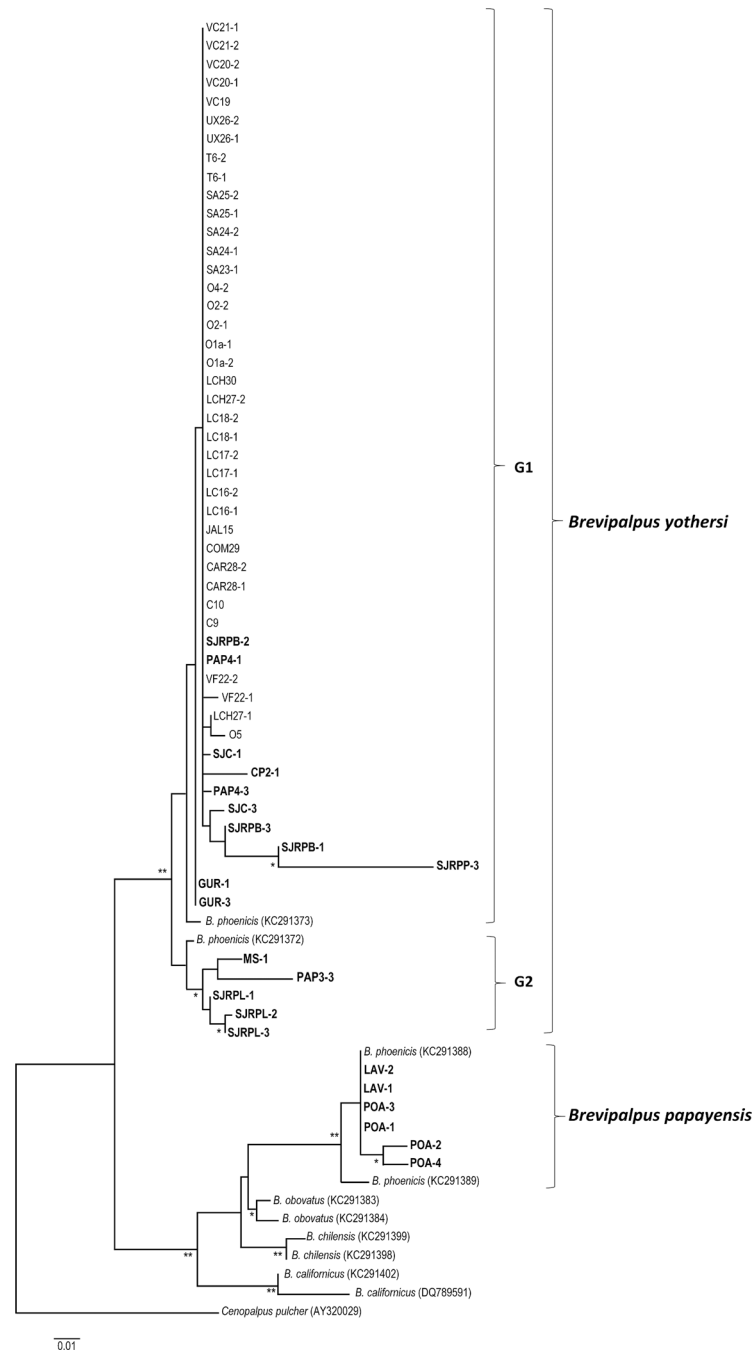 VC21-1
VC21-2
VC20-2
VC20-1
VC19
UX26-2
UX26-1
T6-2
T6-1
SA25-2
SA25-1
SA24-2
SA24-1
SA23-1
O4-2
O2-2
O2-1
O1a-1
O1a-2
LCH30
LCH27-2
LC18-2
LC18-1
LC17-2
LC17-1
G1
LC16-2
LC16-1
Brevipalpus yothersi
JAL15
COM29
CAR28-2
CAR28-1
C10
C9
SJRPB-2
PAP4-1
VF22-2
VF22-1
LCH27-1
O5
SJC-1
CP2-1
PAP4-3
SJC-3
SJRPB-3
SJRPB-1
*
SJRPP-3
**
GUR-1
GUR-3
B. phoenicis (KC291373)
B. phoenicis (KC291372)
MS-1
PAP3-3
G2
*
SJRPL-1
SJRPL-2
*
SJRPL-3
B. phoenicis (KC291388)
LAV-2
LAV-1
POA-3
Brevipalpus papayensis
POA-1
**
POA-2
*
POA-4
B. phoenicis (KC291389)
B. obovatus (KC291383)
*
B. obovatus (KC291384)
B. chilensis (KC291399)
**
**
B. chilensis (KC291398)
B. californicus (KC291402)
**
B. californicus (DQ789591)
Cenopalpus pulcher (AY320029)
0.01